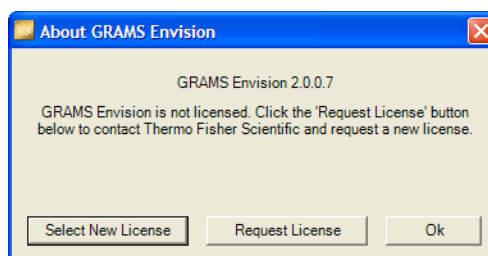 About GRAMS Envision
GRAMS Envision 2.0.0.7
GRAMS Envision is not licensed. Click the 'Request License' button
below to contact Thermo Fisher Scientific and request a new license.
Select New License Request License Ok